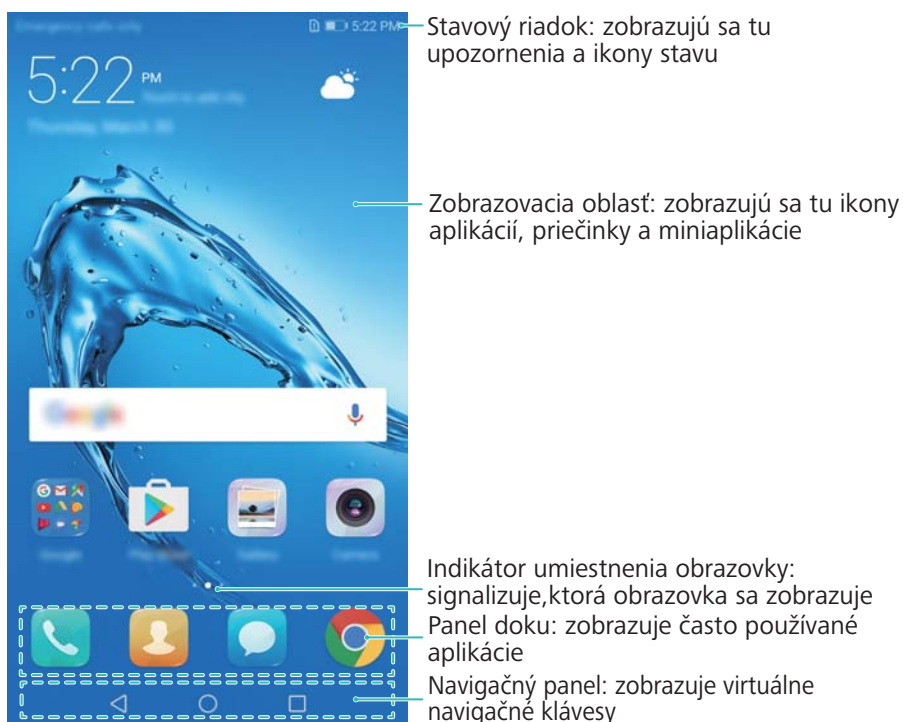 5:22 PM
Stavový riadok: zobrazujú sa tu
upozornenia a ikony stavu
5:22 PM
Zobrazovacia oblasť: zobrazujú sa tu ikony
aplikácií, priečinky a miniaplikácie
Indikátor umiestnenia obrazovky:
signalizuje,ktorá obrazovka sa zobrazuje
Panel doku: zobrazuje často používané
aplikácie
Navigačný panel: zobrazuje virtuálne
navigačné klávesy